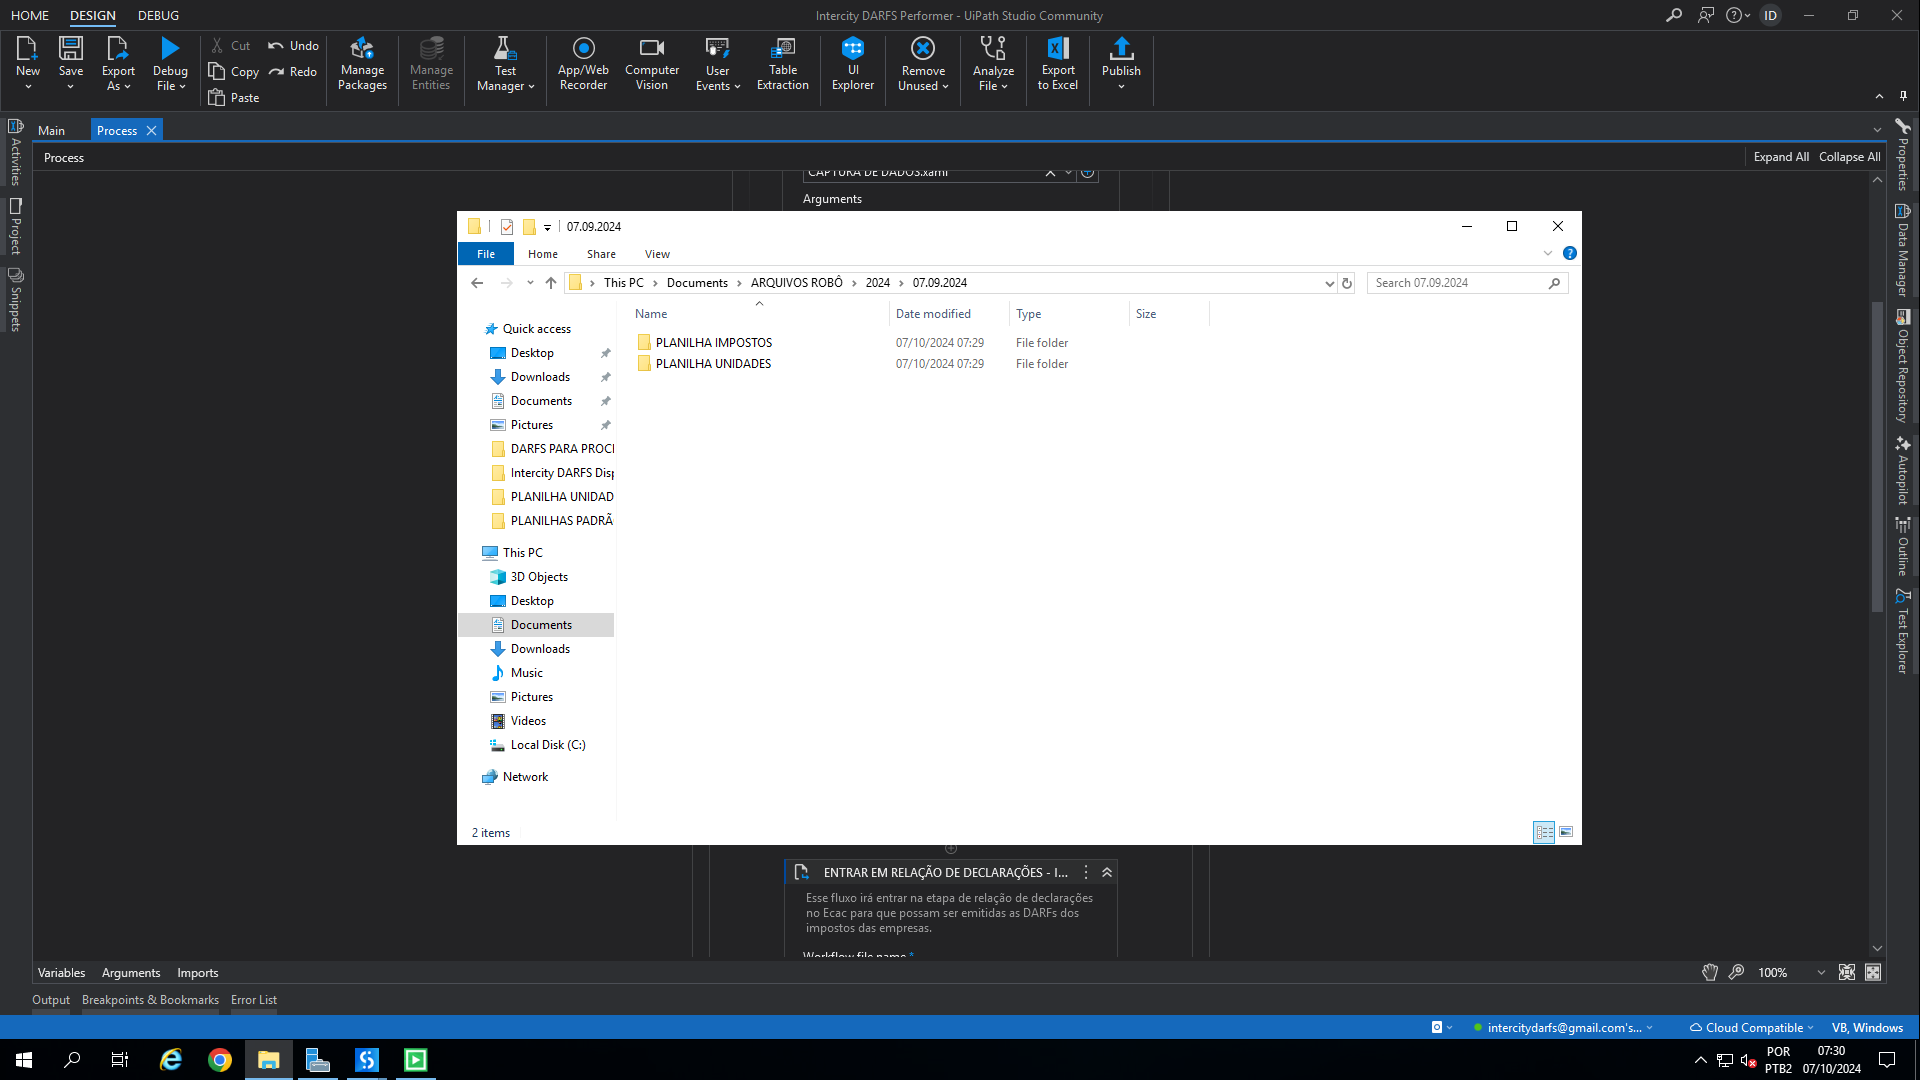 HOME DESIGN DEBUG
Intercity DARFS Performer - UiPath Studio Community
ID
New
Save
Export As
Debug File
Cut
Copy
Paste
Undo
Redo
Manage Packages
Manage Entities
Test Manager
App/Web Recorder
Computer Vision
User Events
Table Extraction
UI Explorer
Remove Unused
Analyze File
Export to Excel
Publish
Main
Process
Process
Expand All Collapse All
Activities
Project
Snippets
CAPTURA DE DADOS.xaml
Arguments
07.09.2024
File Home Share View
This PC > Documents > ARQUIVOS ROBÔ > 2024 > 07.09.2024
Search 07.09.2024
Name Date modified Type Size
PLANILHA IMPOSTOS 07/10/2024 07:29 File folder
PLANILHA UNIDADES 07/10/2024 07:29 File folder
Quick access
Desktop
Downloads
Documents
Pictures
DARFS PARA PROCI
Intercity DARFS Disp
PLANILHA UNIDAD
PLANILHAS PADRÃ
This PC
3D Objects
Desktop
Documents
Downloads
Music
Pictures
Videos
Local Disk (C:)
Network
2 items
Properties
Data Manager
Object Repository
Autopilot
Outline
Test Explorer
ENTRAR EM RELAÇÃO DE DECLARAÇÕES - I...
Esse fluxo irá entrar na etapa de relação de declarações
no Ecac para que possam ser emitidas as DARFs dos
impostos das empresas.
Workflow file name *
Variables Arguments Imports
100%
Output Breakpoints & Bookmarks Error List
intercitydarfs@gmail.com's...
Cloud Compatible
VB, Windows
POR
PTB2
07:30
07/10/2024